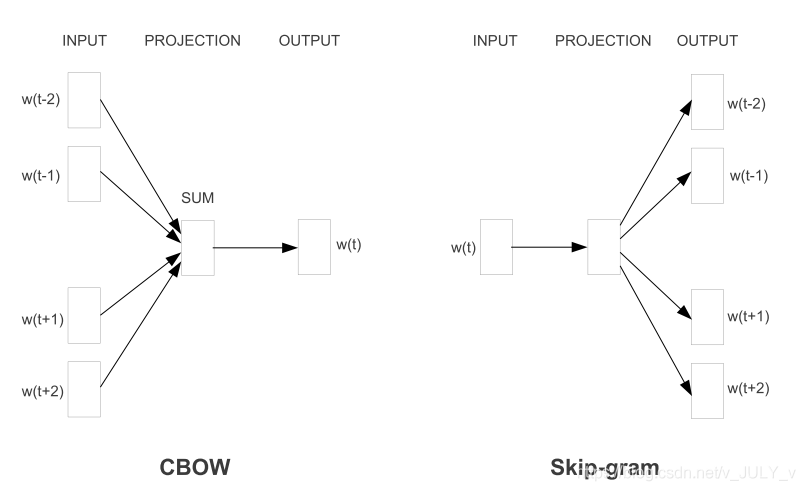 INPUT PROJECTION OUTPUT
w(t-2)
w(t-1)
SUM
w(t)
w(t+1)
w(t+2)
CBOW
INPUT PROJECTION OUTPUT
w(t-2)
w(t-1)
w(t)
w(t+1)
w(t+2)
Skip-gram
https://blog.csdn.net/v_JULY_v